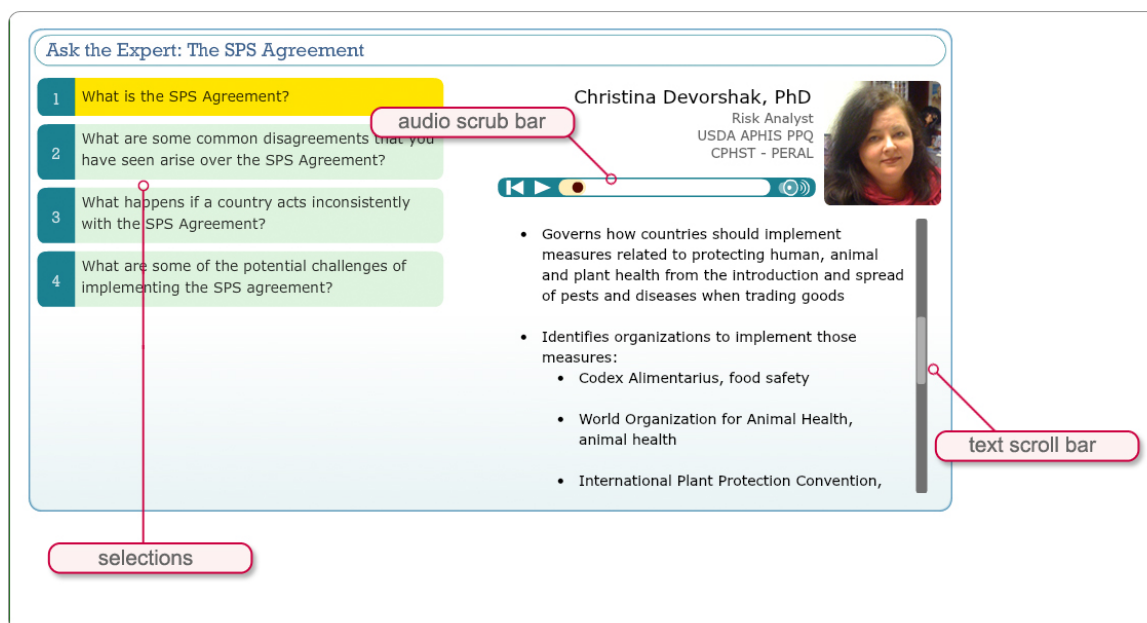 Ask the Expert: The SPS Agreement
1
What is the SPS Agreement?
2
What are some common disagreements that you
have seen arise over the SPS Agreement?
3
What happens if a country acts inconsistently
with the SPS Agreement?
4
What are some of the potential challenges of
implementing the SPS agreement?
audio scrub bar
Christina Devorshak, PhD
Risk Analyst
USDA APHIS PPQ
CPHST - PERAL
• Governs how countries should implement
measures related to protecting human, animal
and plant health from the introduction and spread
of pests and diseases when trading goods
• Identifies organizations to implement those
measures:
• Codex Alimentarius, food safety
• World Organization for Animal Health,
animal health
• International Plant Protection Convention,
text scroll bar
selections